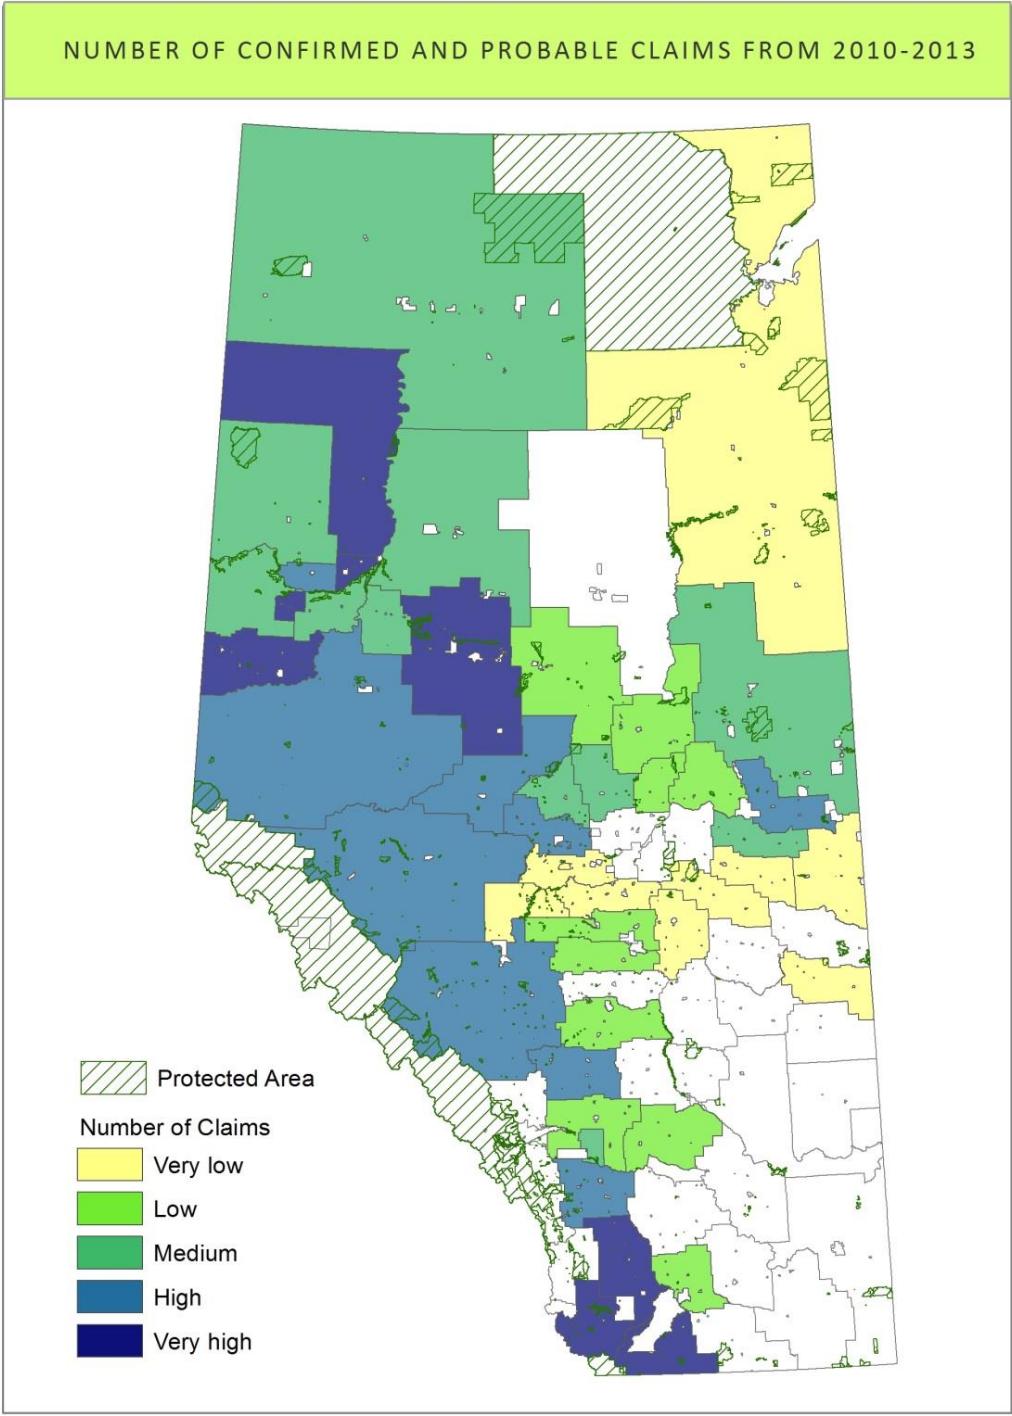 NUMBER OF CONFIRMED AND PROBABLE CLAIMS FROM 2010-2013
Protected Area
Number of Claims
Very low
Low
Medium
High
Very high